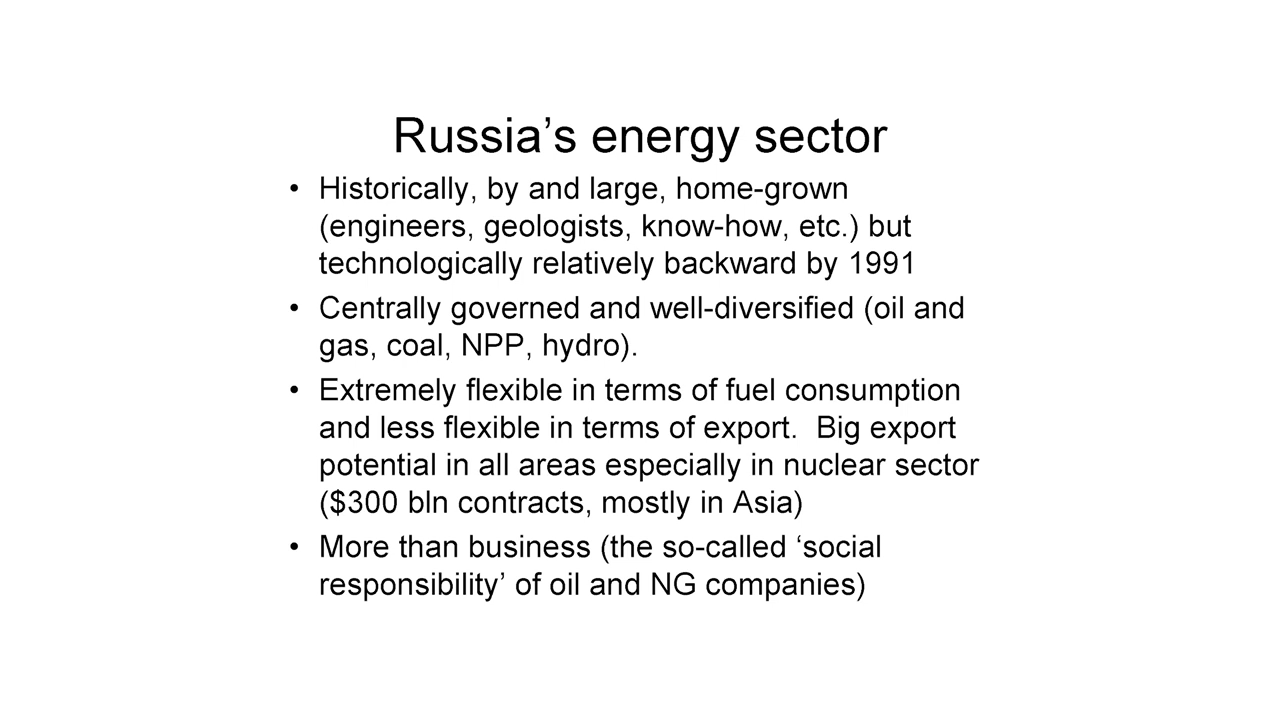 Russia’s energy sector
• Historically, by and large, home-grown
(engineers, geologists, know-how, etc.) but
technologically relatively backward by 1991
• Centrally governed and well-diversified (oil and
gas, coal, NPP, hydro).
• Extremely flexible in terms of fuel consumption
and less flexible in terms of export.  Big export
potential in all areas especially in nuclear sector
($300 bln contracts, mostly in Asia)
• More than business (the so-called ‘social
responsibility’ of oil and NG companies)